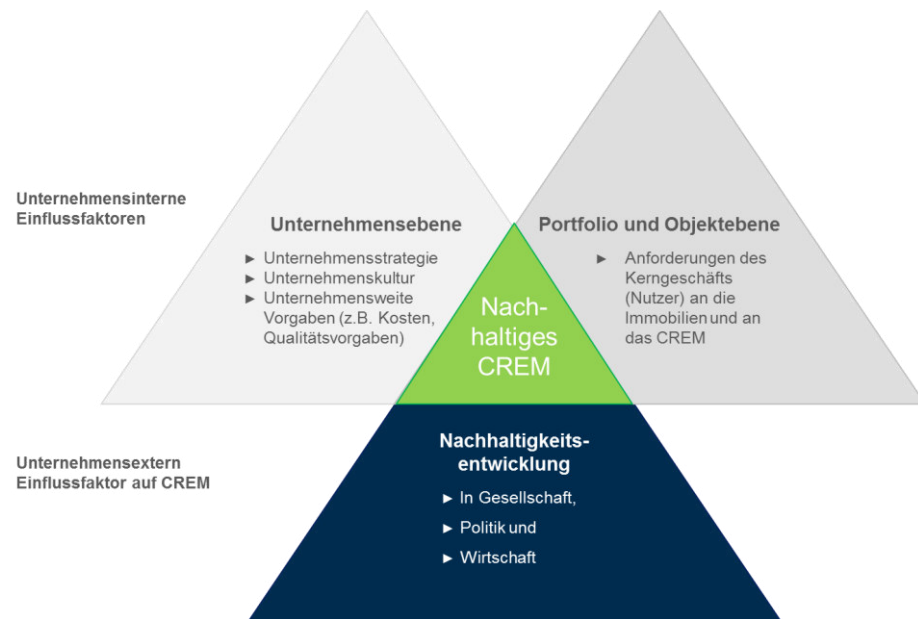 Unternehmensinterne
Einflussfaktoren
Unternehmensebene
► Unternehmensstrategie
► Unternehmenskultur
► Unternehmensweite
Vorgaben (z.B. Kosten,
Qualitätsvorgaben)
Portfolio und Objektebene
► Anforderungen des
Kerngeschäfts
(Nutzer) an die
Immobilien und an
das CREM
Nach-
haltiges
CREM
Unternehmensextern
Einflussfaktor auf CREM
Nachhaltigkeits-
entwicklung
► In Gesellschaft,
► Politik und
► Wirtschaft